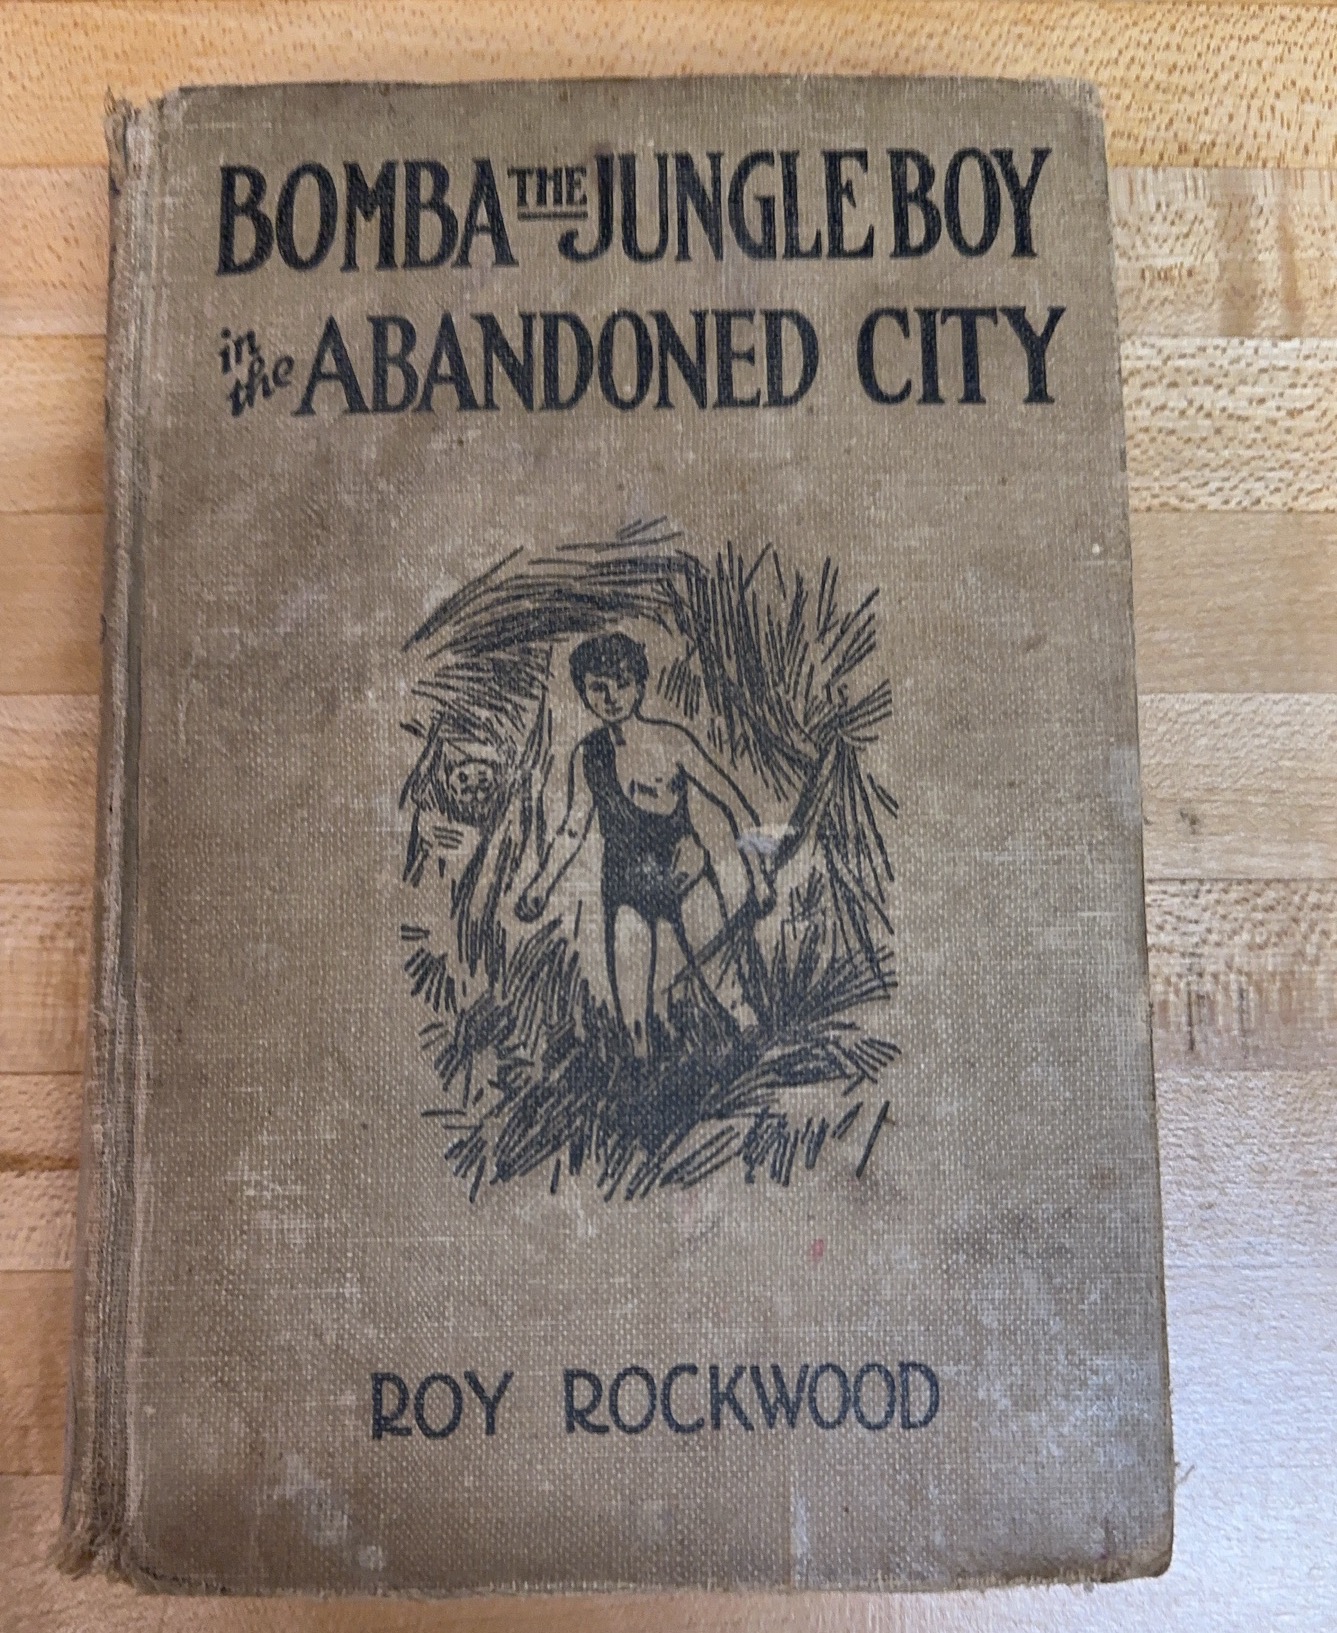 BOMBA THE JUNGLE BOY
in the ABANDONED CITY
ROY ROCKWOOD